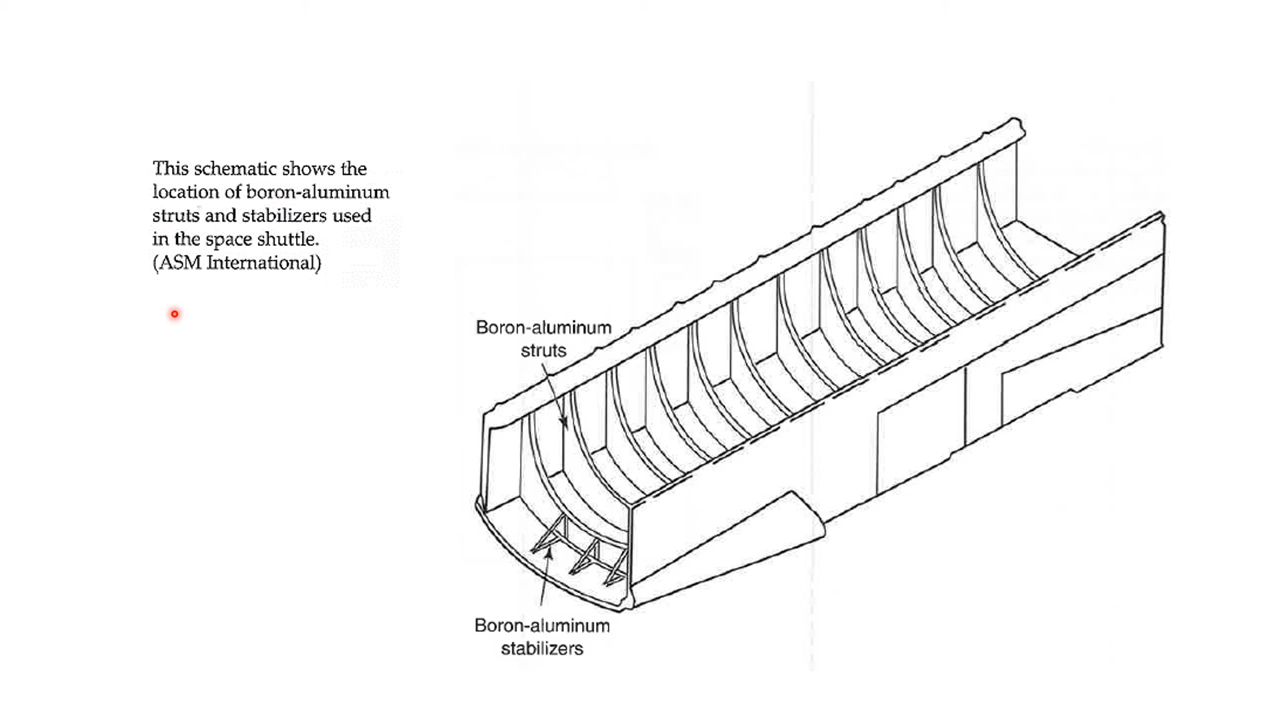 This schematic shows the
location of boron-aluminum
struts and stabilizers used
in the space shuttle.
(ASM International)
Boron-aluminum
struts
Boron-aluminum
stabilizers